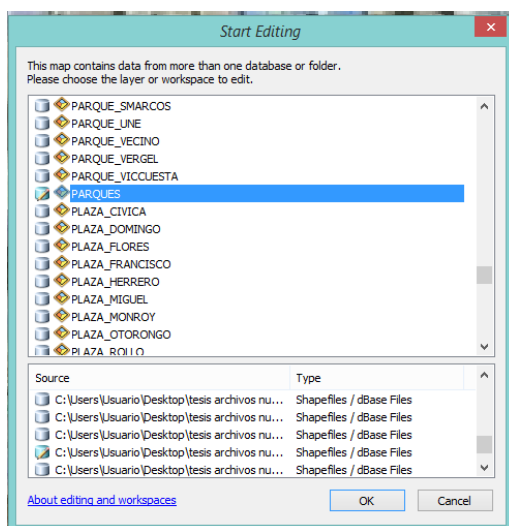 Start Editing
This map contains data from more than one database or folder.
Please choose the layer or workspace to edit.
PARQUE_SMARCOS
PARQUE_UNE
PARQUE_VECINO
PARQUE_VERGEL
PARQUE_VICCUESTA
PARQUES
PLAZA_CIVICA
PLAZA_DOMINGO
PLAZA_FLORES
PLAZA_FRANCISCO
PLAZA_HERRERO
PLAZA_MIGUEL
PLAZA_MONROY
PLAZA_OTORONGO
PLAZA_ROLLO
Source Type
C:\Users\Usuario\Desktop\tesis archivos nu... Shapefiles / dBase Files
C:\Users\Usuario\Desktop\tesis archivos nu... Shapefiles / dBase Files
C:\Users\Usuario\Desktop\tesis archivos nu... Shapefiles / dBase Files
C:\Users\Usuario\Desktop\tesis archivos nu... Shapefiles / dBase Files
C:\Users\Usuario\Desktop\tesis archivos nu... Shapefiles / dBase Files
About editing and workspaces OK Cancel